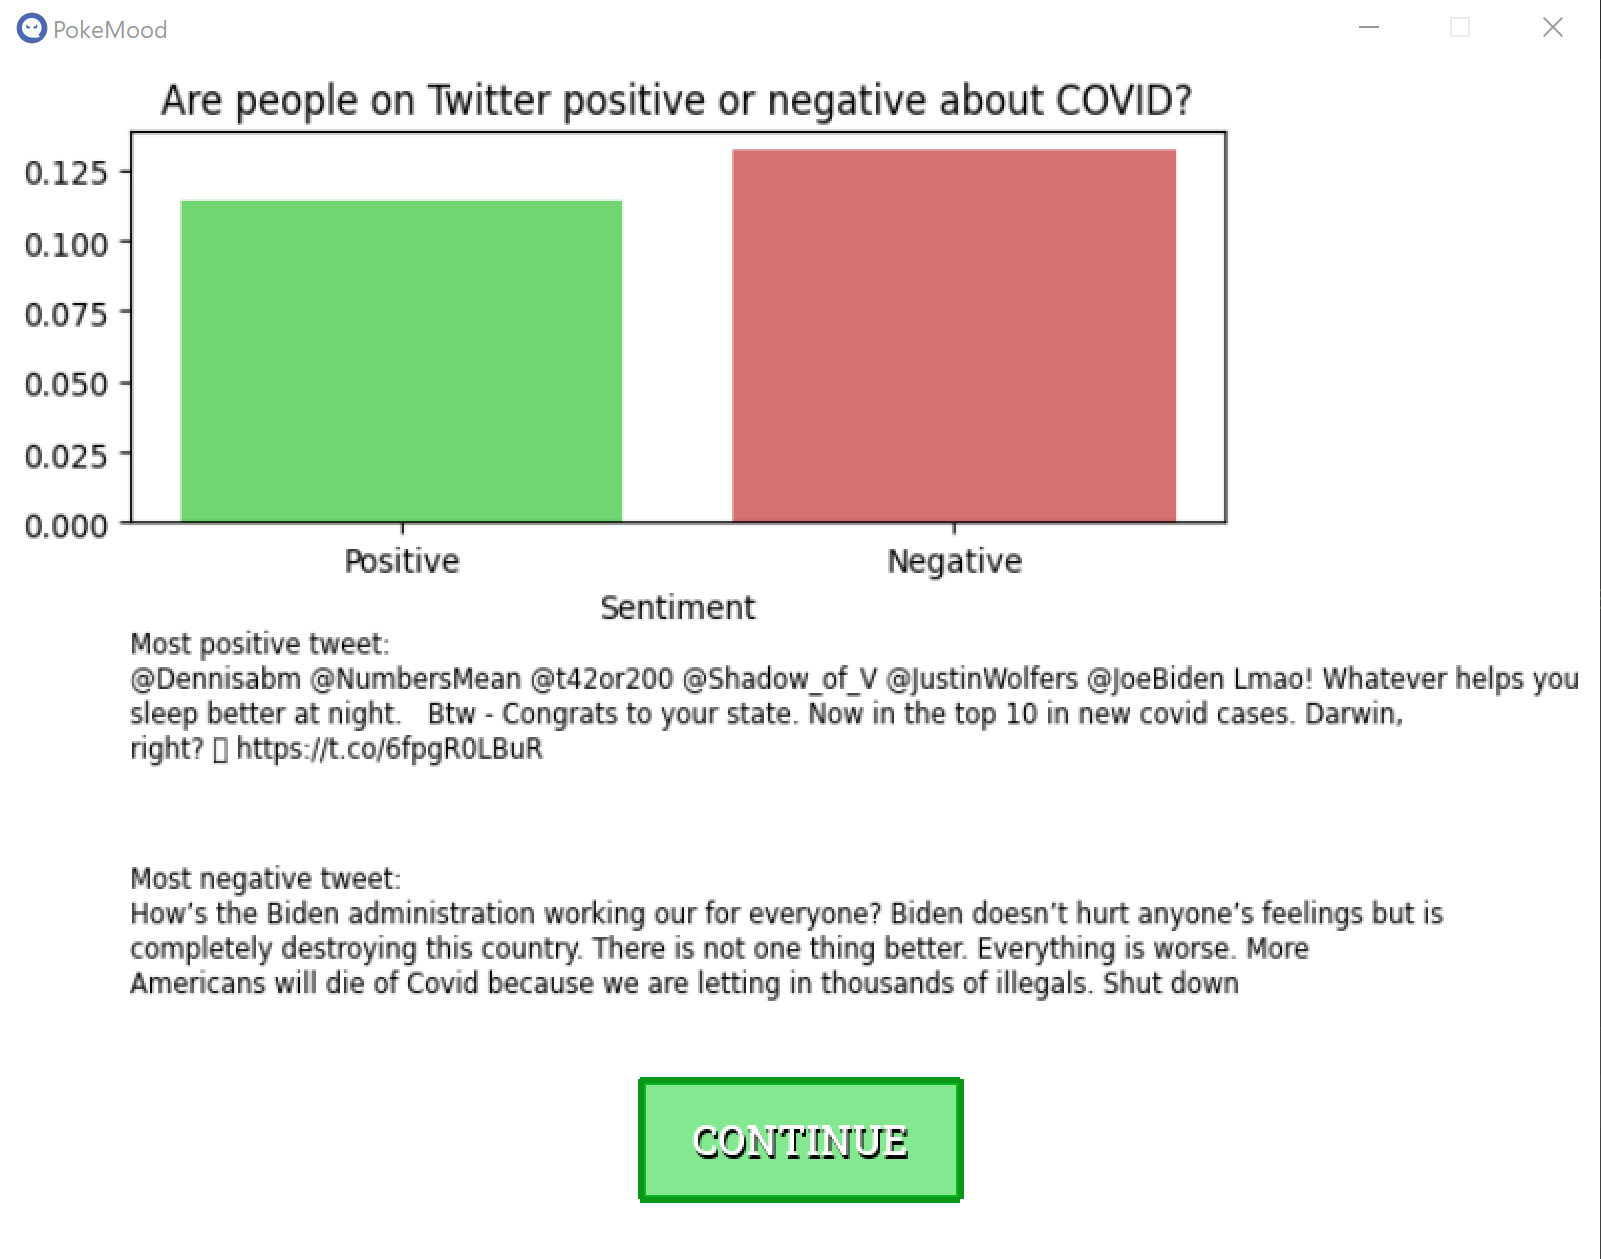 PokeMood
Are people on Twitter positive or negative about COVID?
0.125
0.100
0.075
0.050
0.025
0.000
Positive Negative
Sentiment
Most positive tweet:
@Dennisabm @NumbersMean @t42or200 @Shadow_of_V @JustinWolfers @JoeBiden Lmao! Whatever helps you
sleep better at night.   Btw - Congrats to your state. Now in the top 10 in new covid cases. Darwin,
right? ▯ https://t.co/6fpgR0LBuR
Most negative tweet:
How’s the Biden administration working our for everyone? Biden doesn’t hurt anyone’s feelings but is
completely destroying this country. There is not one thing better. Everything is worse. More
Americans will die of Covid because we are letting in thousands of illegals. Shut down
CONTINUE